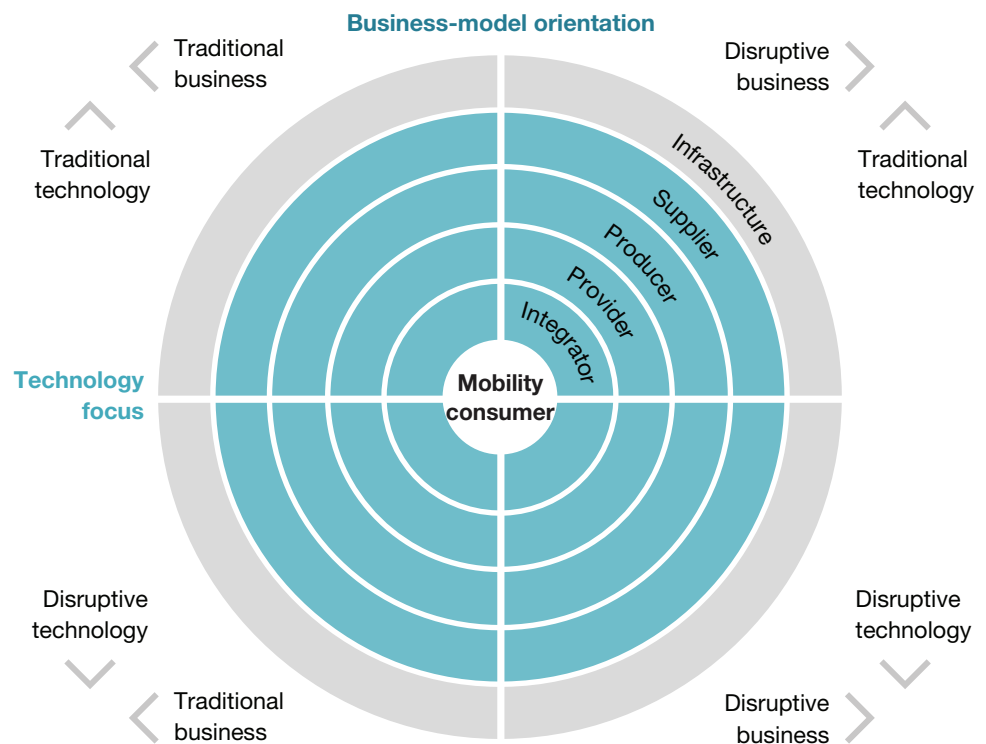 Business-model orientation
Traditional
business
Disruptive
business
Traditional
technology
Traditional
technology
Infrastructure
Supplier
Producer
Provider
Integrator
Technology
focus
Mobility
consumer
Disruptive
technology
Disruptive
technology
Traditional
business
Disruptive
business